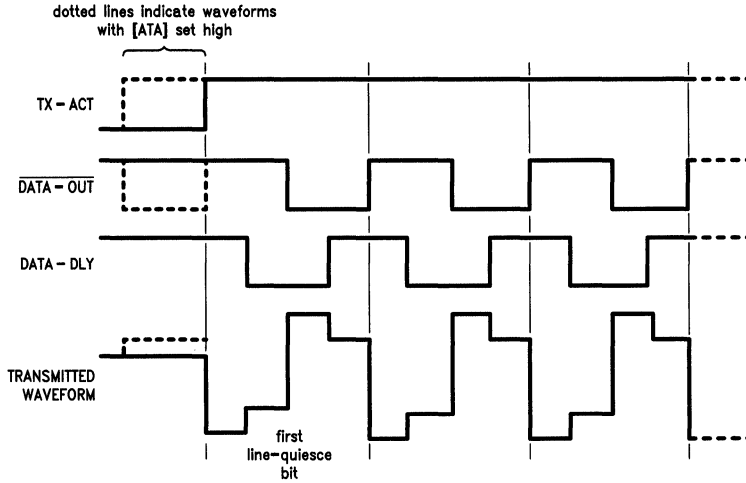 dotted lines indicate waveforms
with [ATA] set high
TX-ACT
DATA-OUT
DATA-DLY
TRANSMITTED
WAVEFORM
first
line-quiesce
bit